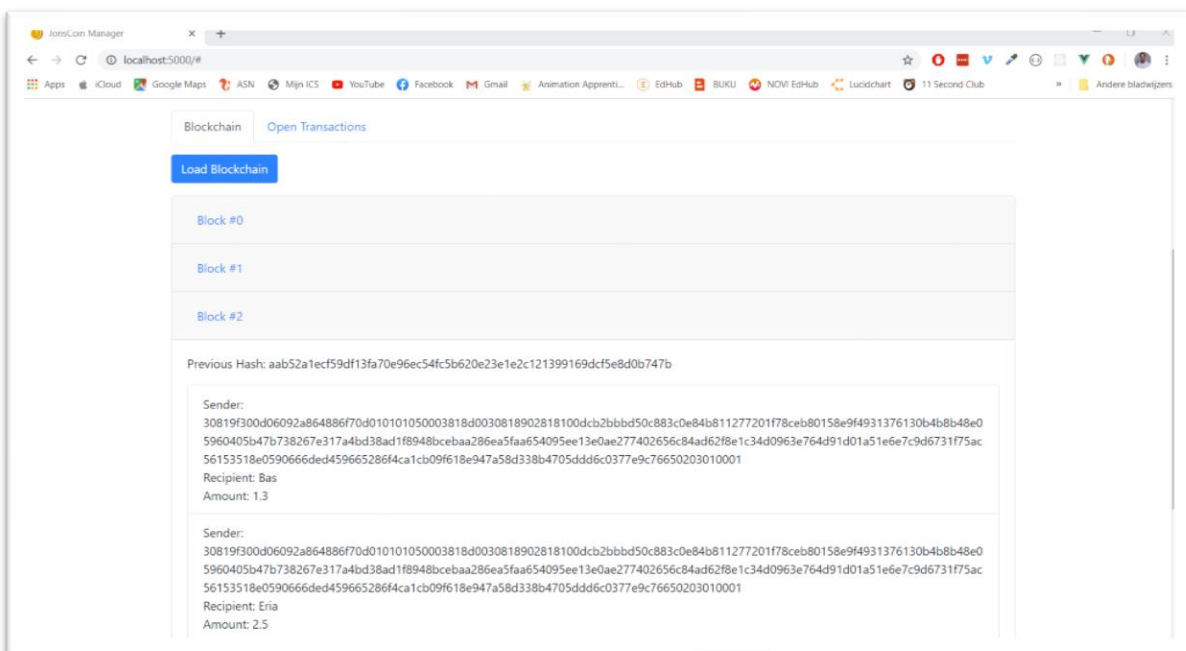 JonsCoin Manager
localhost:5000/#
Apps iCloud Google Maps ASN Mijn ICS YouTube Facebook Gmail Animation Apprenti... EdHub BUKU NOVI EdHub Lucidchart 11 Second Club » Andere bladwijzers
Blockchain Open Transactions
Load Blockchain
Block #0
Block #1
Block #2
Previous Hash: aab52a1ecf59df13fa70e96ec54fc5b620e23e1e2c121399169dcf5e8d0b747b
Sender:
30819f300d06092a864886f70d010101050003818d0030818902818100dcb2bbbd50c883c0e84b811277201f78ceb80158e9f4931376130b4b8b48e0
5960405b47b738267e317a4bd38ad1f8948bcebaa286ea5faa654095ee13e0ae277402656c84ad62f8e1c34d0963e764d91d01a51e6e7c9d6731f75ac
56153518e0590666ded459665286f4ca1cb09f618e947a58d338b4705ddd6c0377e9c76650203010001
Recipient: Bas
Amount: 1.3
Sender:
30819f300d06092a864886f70d010101050003818d0030818902818100dcb2bbbd50c883c0e84b811277201f78ceb80158e9f4931376130b4b8b48e0
5960405b47b738267e317a4bd38ad1f8948bcebaa286ea5faa654095ee13e0ae277402656c84ad62f8e1c34d0963e764d91d01a51e6e7c9d6731f75ac
56153518e0590666ded459665286f4ca1cb09f618e947a58d338b4705ddd6c0377e9c76650203010001
Recipient: Eria
Amount: 2.5